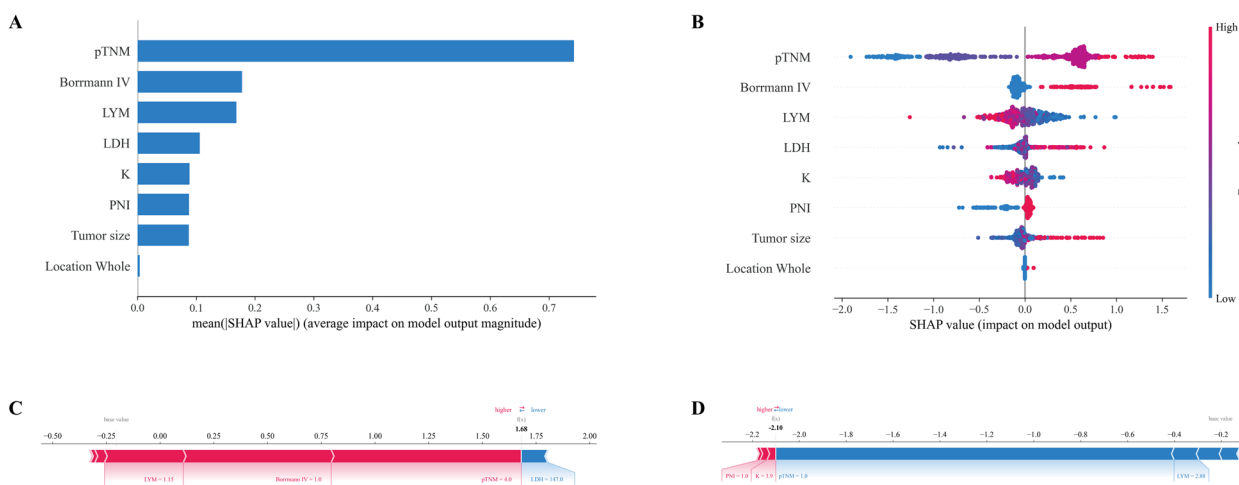 A
pTNM
Borrmann IV
LYM
LDH
K
PNI
Tumor size
Location Whole
0.0 0.1 0.2 0.3 0.4 0.5 0.6 0.7
mean(|SHAP value|) (average impact on model output magnitude)
B
High
pTNM
Borrmann IV
LYM
LDH
K
PNI
Tumor size
Location Whole
Low
−2.0 −1.5 −1.0 −0.5 0.0 0.5 1.0 1.5
SHAP value (impact on model output)
C
higher ⇄ lower
base value f(x)
1.68
−0.50 −0.25 0.00 0.25 0.50 0.75 1.00 1.25 1.50 1.75 2.00
LYM = 1.15 Borrmann IV = 1.0 pTNM = 4.0 LDH = 147.0
D
higher ⇄ lower
f(x) base value
-2.10
−2.2 −2.0 −1.8 −1.6 −1.4 −1.2 −1.0 −0.8 −0.6 −0.4 −0.2
PNI = 1.0 K = 3.9 pTNM = 1.0 LYM = 2.08